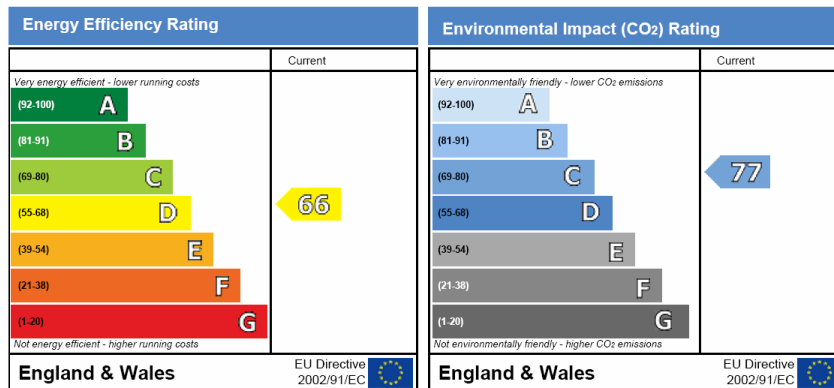 Energy Efficiency Rating
Current
Very energy efficient - lower running costs
(92-100) A
(81-91) B
(69-80) C
(55-68) D
66
(39-54) E
(21-38) F
(1-20) G
Not energy efficient - higher running costs
England & Wales
EU Directive
2002/91/EC
Environmental Impact (CO₂) Rating
Current
Very environmentally friendly - lower CO₂ emissions
(92-100) A
(81-91) B
(69-80) C
77
(55-68) D
(39-54) E
(21-38) F
(1-20) G
Not environmentally friendly - higher CO₂ emissions
England & Wales
EU Directive
2002/91/EC